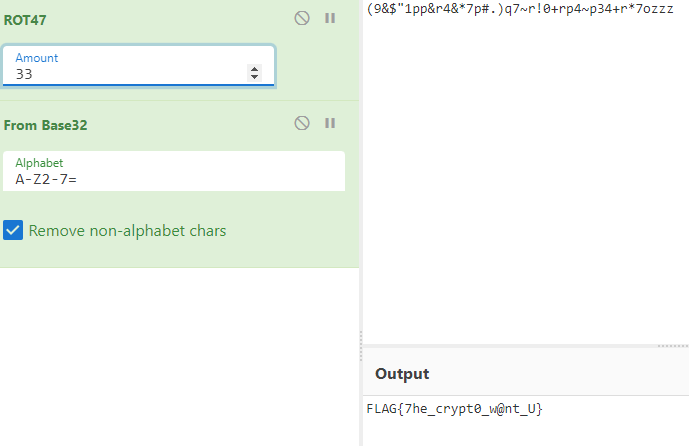 ROT47
(9&$"1pp&r4&*7p#.)q7~r!0+rp4~p34+r*7ozzz
Amount
33
From Base32
Alphabet
A-Z2-7=
Remove non-alphabet chars
Output
FLAG{7he_crypt0_w@nt_U}